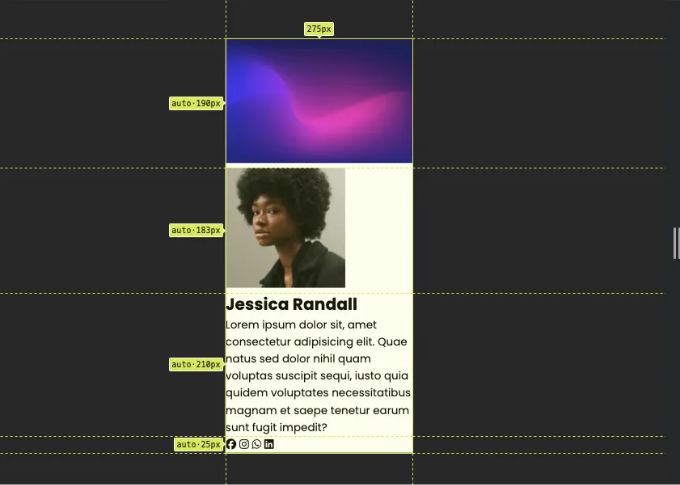 275px
auto·190px
auto·183px
Jessica Randall
Lorem ipsum dolor sit, amet
consectetur adipisicing elit. Quae
natus sed dolor nihil quam
voluptas suscipit sequi, iusto quia
quidem voluptates necessitatibus
magnam et saepe tenetur earum
sunt fugit impedit?
auto·210px
auto·25px